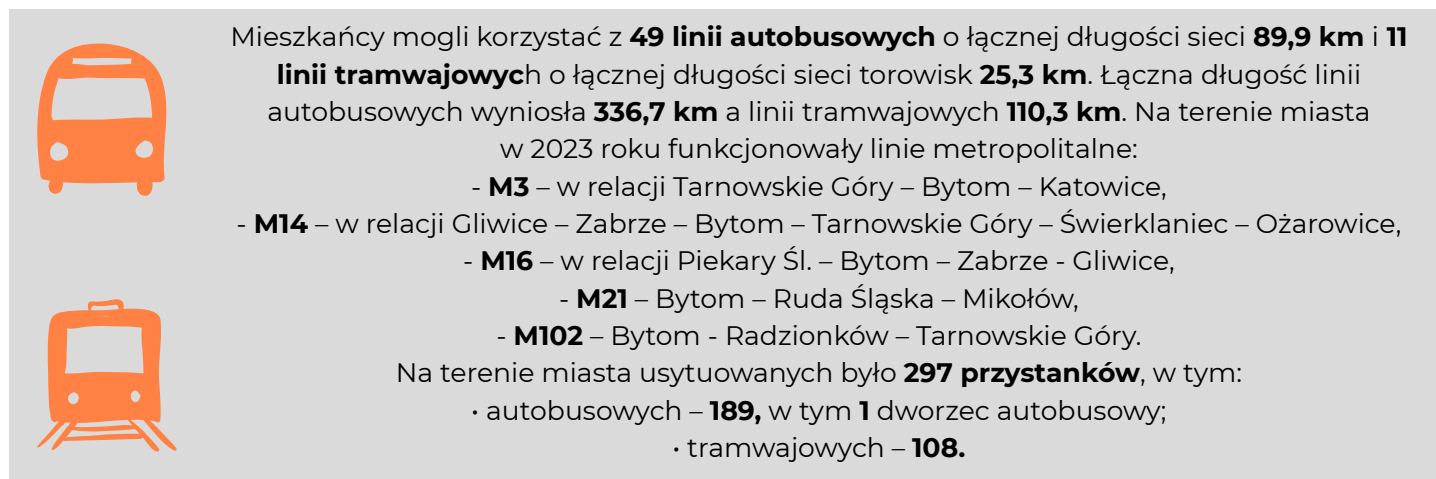 Mieszkańcy mogli korzystać z 49 linii autobusowych o łącznej długości sieci 89,9 km i 11
linii tramwajowych o łącznej długości sieci torowisk 25,3 km. Łączna długość linii
autobusowych wyniosła 336,7 km a linii tramwajowych 110,3 km. Na terenie miasta
w 2023 roku funkcjonowały linie metropolitalne:
- M3 – w relacji Tarnowskie Góry – Bytom – Katowice,
- M14 – w relacji Gliwice – Zabrze – Bytom – Tarnowskie Góry – Świerklaniec – Ożarowice,
- M16 – w relacji Piekary Śl. – Bytom – Zabrze - Gliwice,
- M21 – Bytom – Ruda Śląska – Mikołów,
- M102 – Bytom - Radzionków – Tarnowskie Góry.
Na terenie miasta usytuowanych było 297 przystanków, w tym:
• autobusowych – 189, w tym 1 dworzec autobusowy;
• tramwajowych – 108.